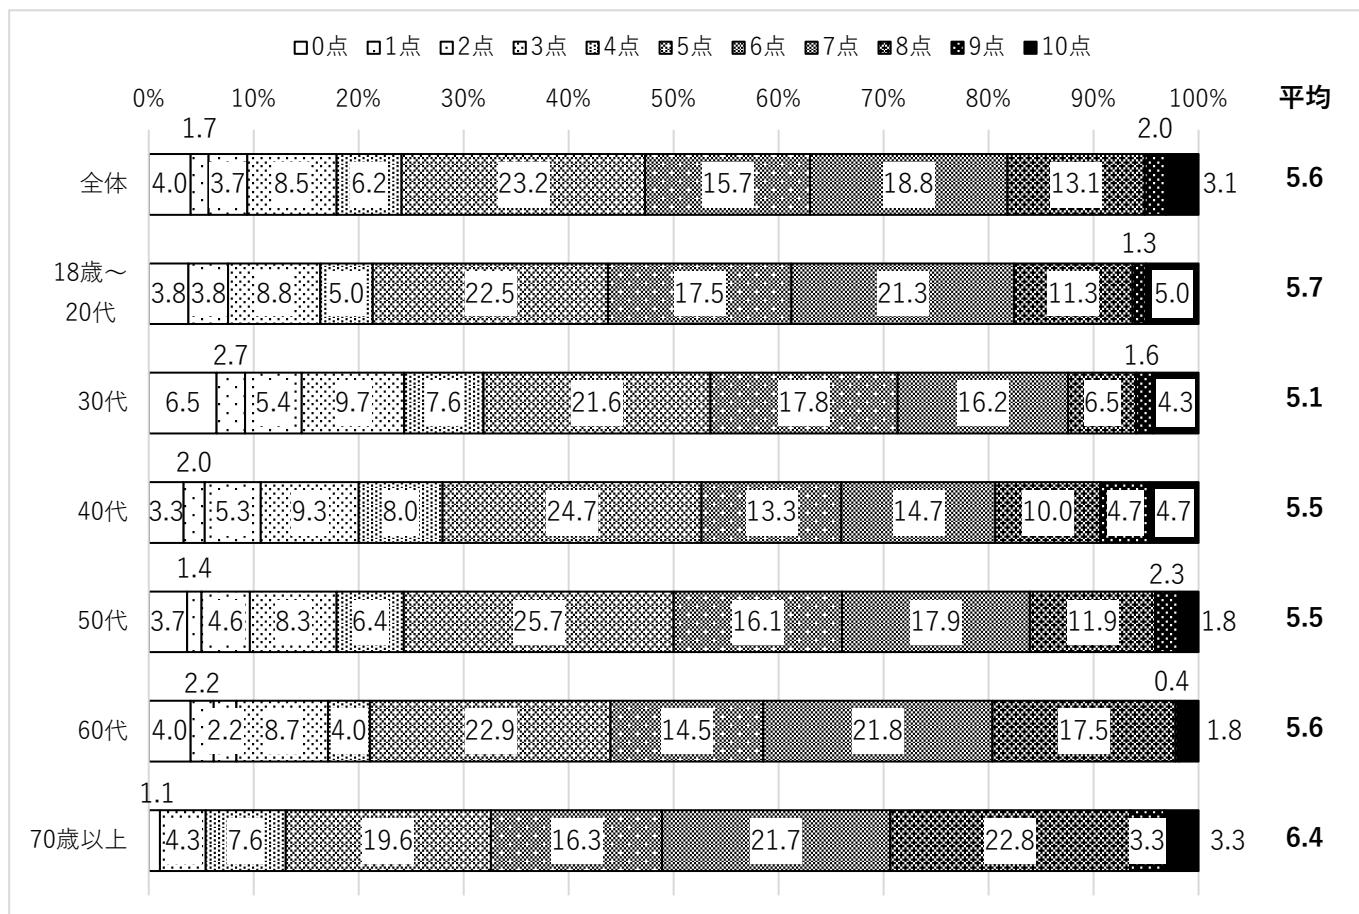 0点 1点 2点 3点 4点 5点 6点 7点 8点 9点 10点
0% 10% 20% 30% 40% 50% 60% 70% 80% 90% 100% 平均
1.7 2.0
全体 4.0 3.7 8.5 6.2 23.2 15.7 18.8 13.1 3.1 5.6
1.3
18歳～
20代 3.8 3.8 8.8 5.0 22.5 17.5 21.3 11.3 5.0 5.7
2.7 1.6
30代 6.5 5.4 9.7 7.6 21.6 17.8 16.2 6.5 4.3 5.1
2.0
40代 3.3 5.3 9.3 8.0 24.7 13.3 14.7 10.0 4.7 4.7 5.5
1.4 2.3
50代 3.7 4.6 8.3 6.4 25.7 16.1 17.9 11.9 1.8 5.5
2.2 0.4
60代 4.0 2.2 8.7 4.0 22.9 14.5 21.8 17.5 1.8 5.6
1.1
70歳以上 4.3 7.6 19.6 16.3 21.7 22.8 3.3 3.3 6.4